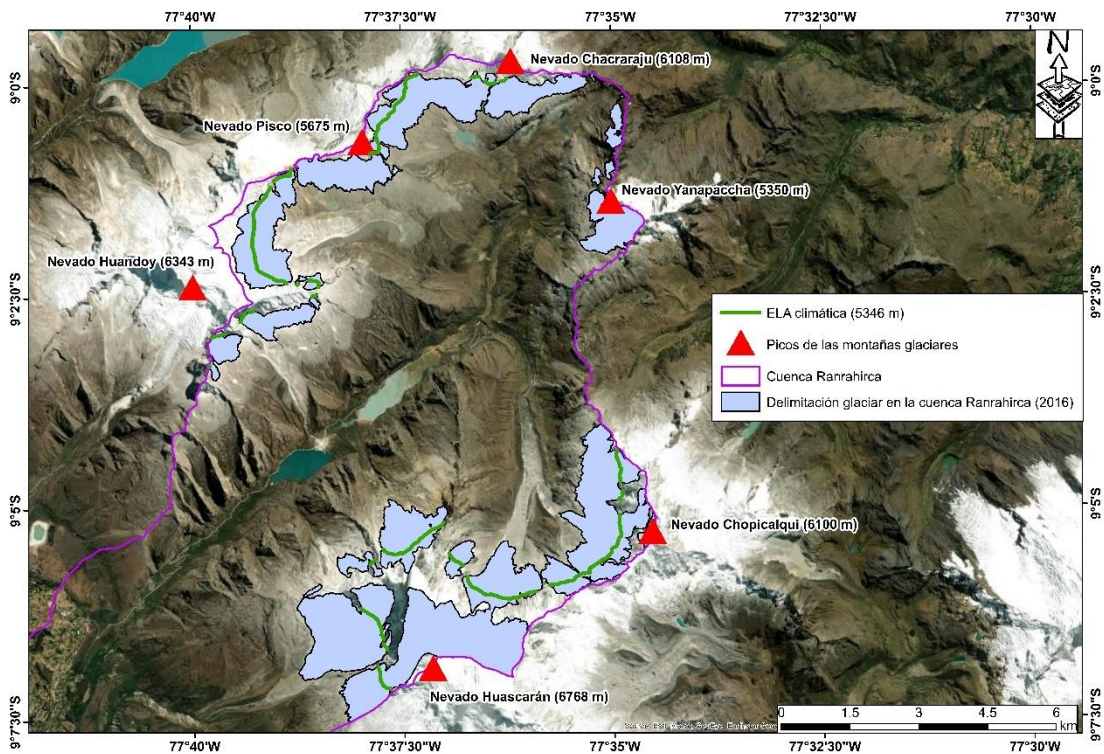 77°40'W
77°37'30"W
77°35'W
77°32'30"W
77°30'W
N
Nevado Chacraraju (6108 m)
9°0'S
9°0'S
Nevado Pisco (5675 m)
Nevado Yanapaccha (5350 m)
Nevado Huandoy (6343 m)
9°2'30"S
9°2'30"S
ELA climática (5346 m)
Picos de las montañas glaciares
Cuenca Ranrahirca
Delimitación glaciar en la cuenca Ranrahirca (2016)
9°5'S
9°5'S
Nevado Chopicalqui (6100 m)
Nevado Huascarán (6768 m)
9°7'30"S
9°7'30"S
0 1.5 3 4.5 6
km
77°40'0"W
77°37'30"W
77°35'W
77°32'30"W
77°30'0"W